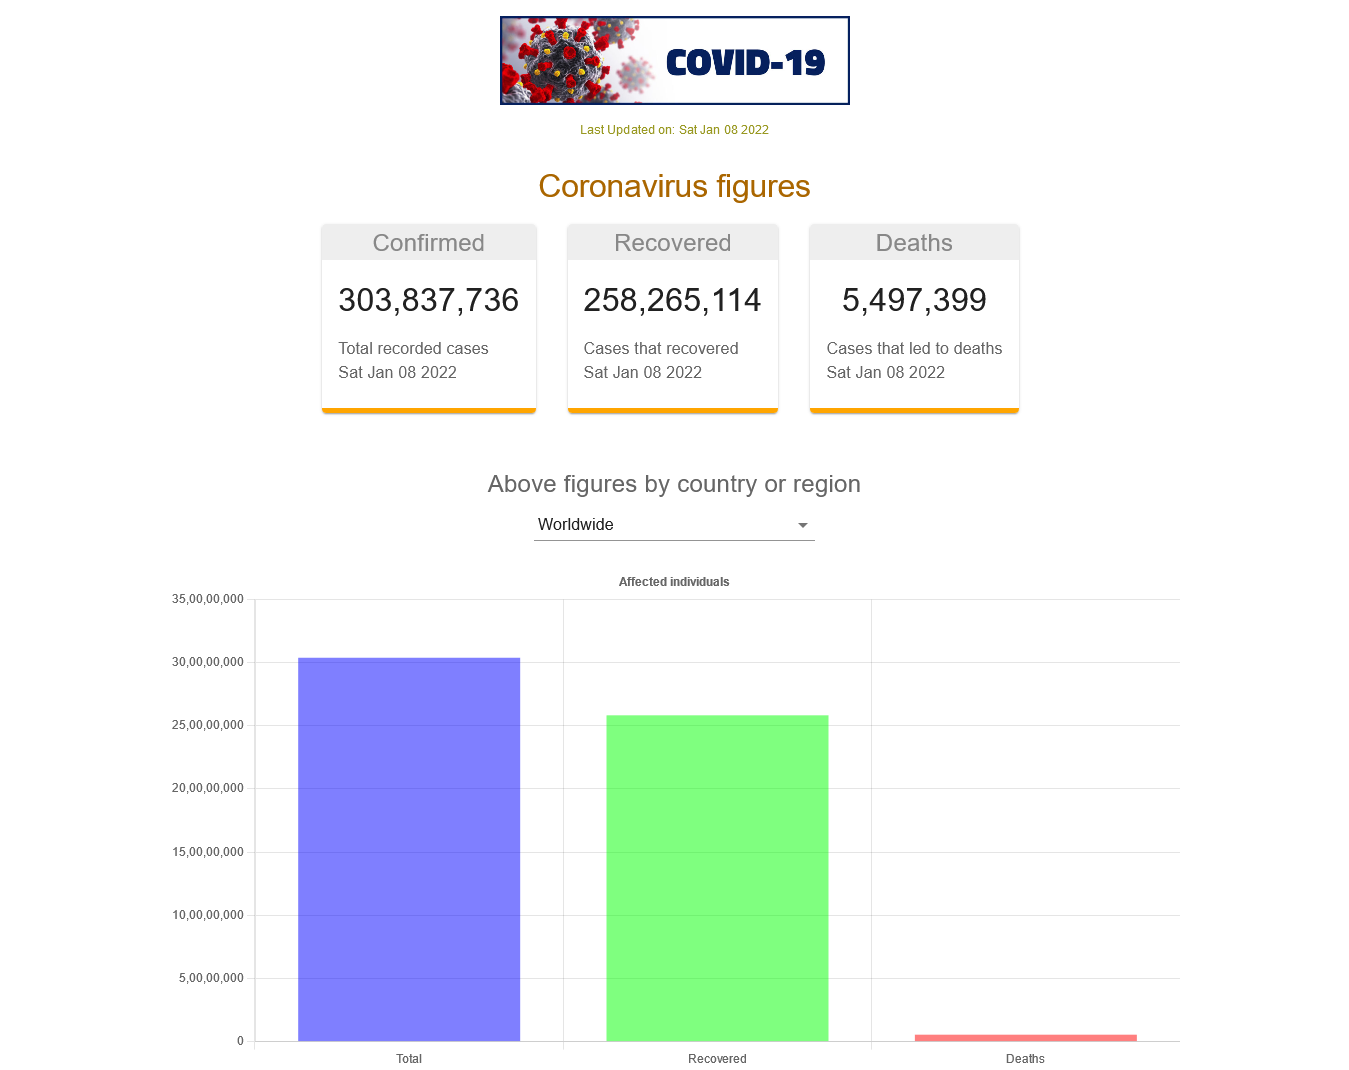 COVID-19
Last Updated on: Sat Jan 08 2022
Coronavirus figures
Confirmed
303,837,736
Total recorded cases
Sat Jan 08 2022
Recovered
258,265,114
Cases that recovered
Sat Jan 08 2022
Deaths
5,497,399
Cases that led to deaths
Sat Jan 08 2022
Above figures by country or region
Worldwide
Affected individuals
35,00,00,000
30,00,00,000
25,00,00,000
20,00,00,000
15,00,00,000
10,00,00,000
5,00,00,000
0
Total
Recovered
Deaths